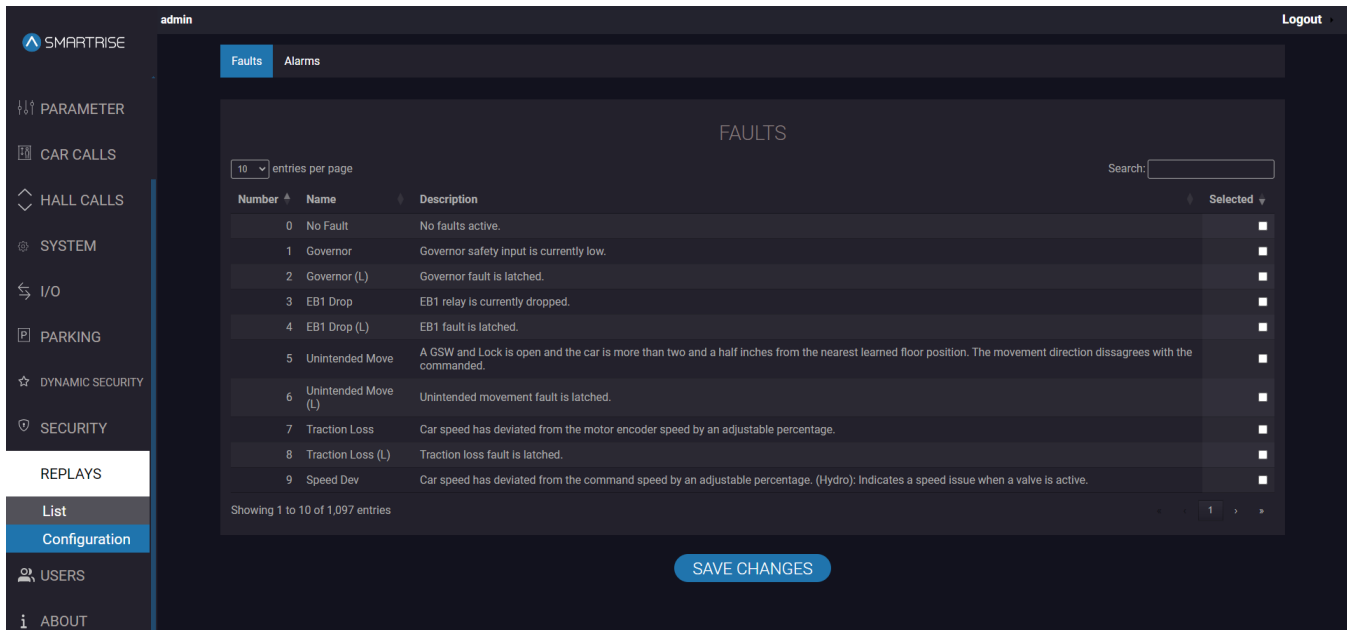 admin
Logout
SMARTRISE
Faults Alarms
PARAMETER
CAR CALLS
HALL CALLS
SYSTEM
I/O
PARKING
DYNAMIC SECURITY
SECURITY
REPLAYS
List
Configuration
USERS
ABOUT
FAULTS
10 entries per page
Search:
Number Name Description Selected
0 No Fault No faults active.
1 Governor Governor safety input is currently low.
2 Governor (L) Governor fault is latched.
3 EB1 Drop EB1 relay is currently dropped.
4 EB1 Drop (L) EB1 fault is latched.
5 Unintended Move A GSW and Lock is open and the car is more than two and a half inches from the nearest learned floor position. The movement direction dissagrees with the
commanded.
6 Unintended Move
(L) Unintended movement fault is latched.
7 Traction Loss Car speed has deviated from the motor encoder speed by an adjustable percentage.
8 Traction Loss (L) Traction loss fault is latched.
9 Speed Dev Car speed has deviated from the command speed by an adjustable percentage. (Hydro): Indicates a speed issue when a valve is active.
Showing 1 to 10 of 1,097 entries
« ‹ 1 › »
SAVE CHANGES